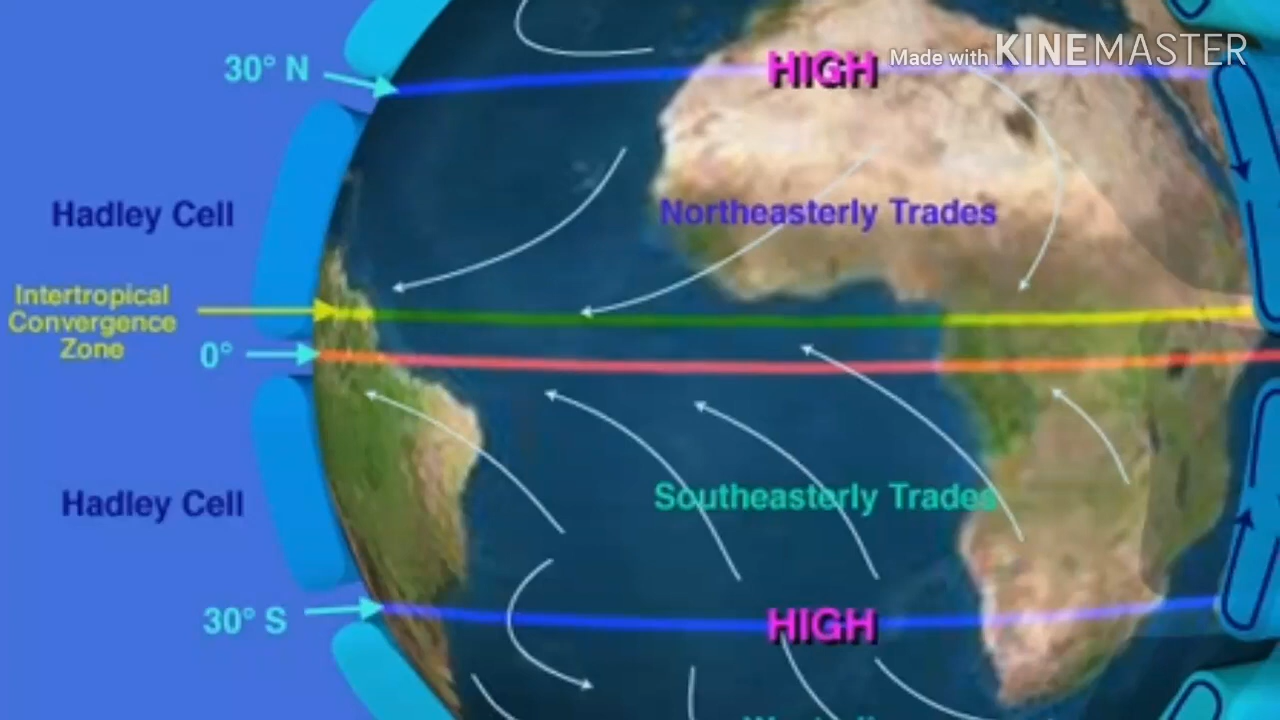 Made with KINEMASTER
30° N
HIGH
Hadley Cell
Northeasterly Trades
Intertropical
Convergence
Zone
0°
Hadley Cell
Southeasterly Trades
30° S
HIGH